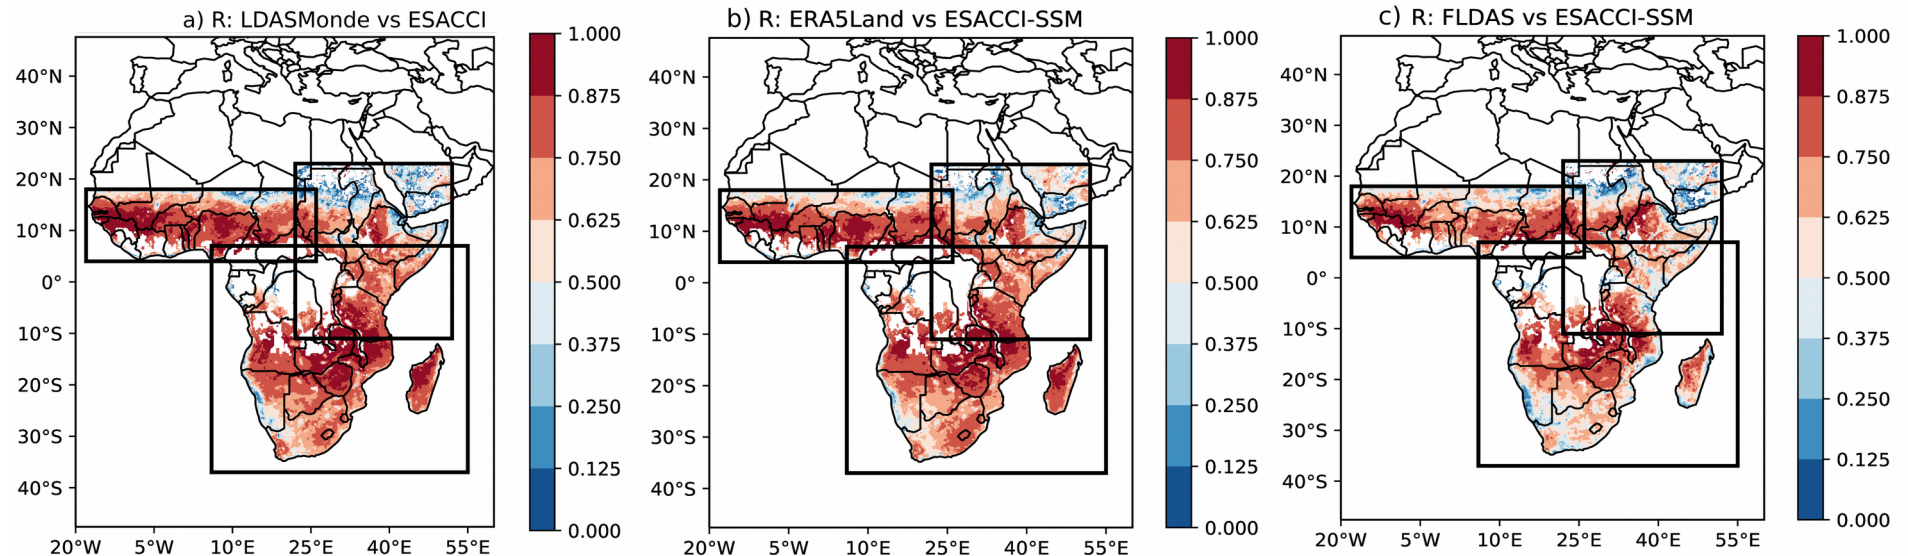 a) R: LDASMonde vs ESACCI
40°N
30°N
20°N
10°N
0°
10°S
20°S
30°S
40°S
20°W 5°W 10°E 25°E 40°E 55°E
1.000
0.875
0.750
0.625
0.500
0.375
0.250
0.125
0.000
b) R: ERA5Land vs ESACCI-SSM
40°N
30°N
20°N
10°N
0°
10°S
20°S
30°S
40°S
20°W 5°W 10°E 25°E 40°E 55°E
1.000
0.875
0.750
0.625
0.500
0.375
0.250
0.125
0.000
c) R: FLDAS vs ESACCI-SSM
40°N
30°N
20°N
10°N
0°
10°S
20°S
30°S
40°S
20°W 5°W 10°E 25°E 40°E 55°E
1.000
0.875
0.750
0.625
0.500
0.375
0.250
0.125
0.000